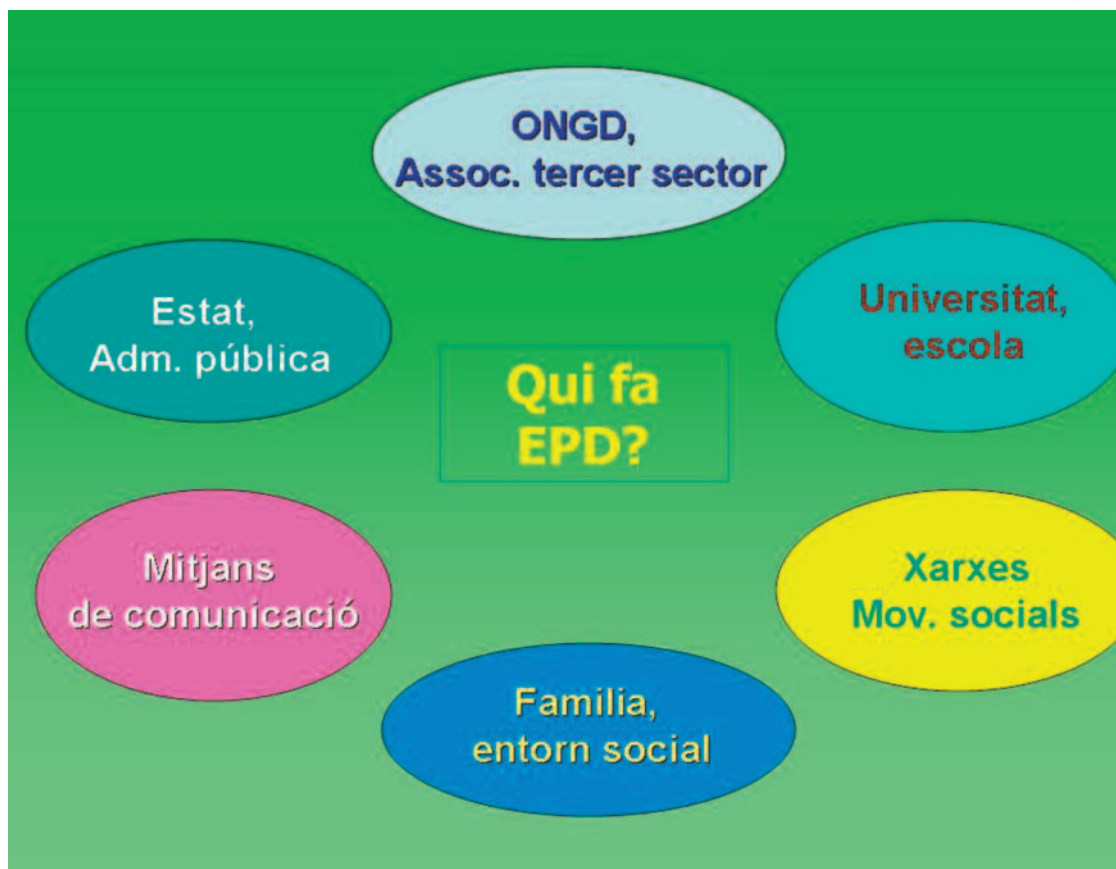 ONGD,
Assoc. tercer sector
Estat,
Adm. pública
Universitat,
escola
Qui fa
EPD?
Mitjans
de comunicació
Xarxes
Mov. socials
Familia,
entorn social